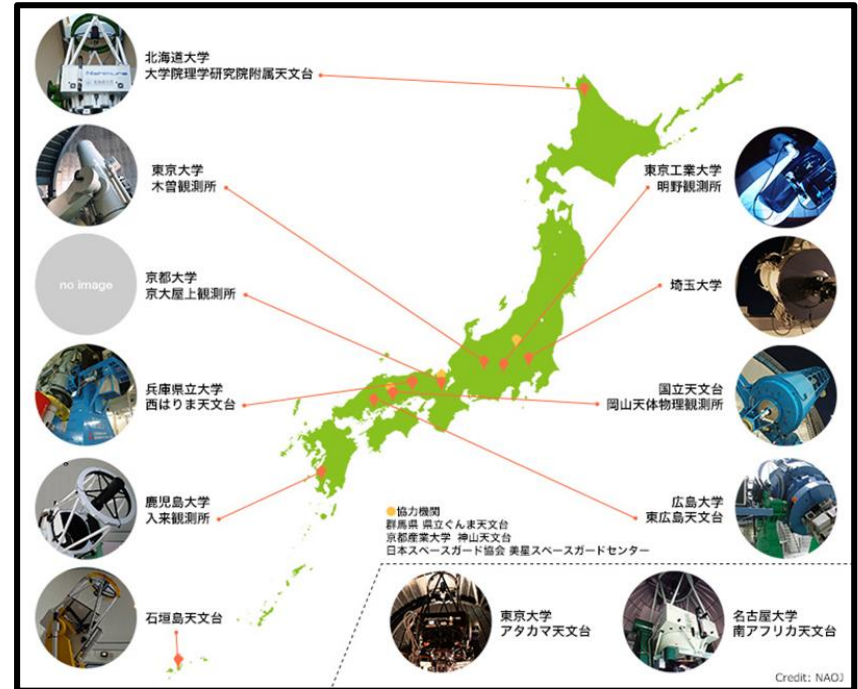 北海道大学
大学院理学研究院附属天文台
東京大学
木曽観測所
京都大学
京大屋上観測所
no image
兵庫県立大学
西はりま天文台
鹿児島大学
入来観測所
石垣島天文台
東京工業大学
明野観測所
埼玉大学
国立天文台
岡山天体物理観測所
広島大学
東広島天文台
協力機関
群馬県 県立ぐんま天文台
京都産業大学 神山天文台
日本スペースガード協会 美星スペースガードセンター
東京大学
アタカマ天文台
名古屋大学
南アフリカ天文台
Credit: NAOJ